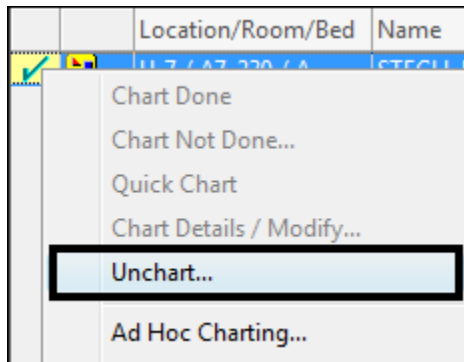 Location/Room/Bed Name
Chart Done
Chart Not Done...
Quick Chart
Chart Details / Modify...
Unchart...
Ad Hoc Charting...